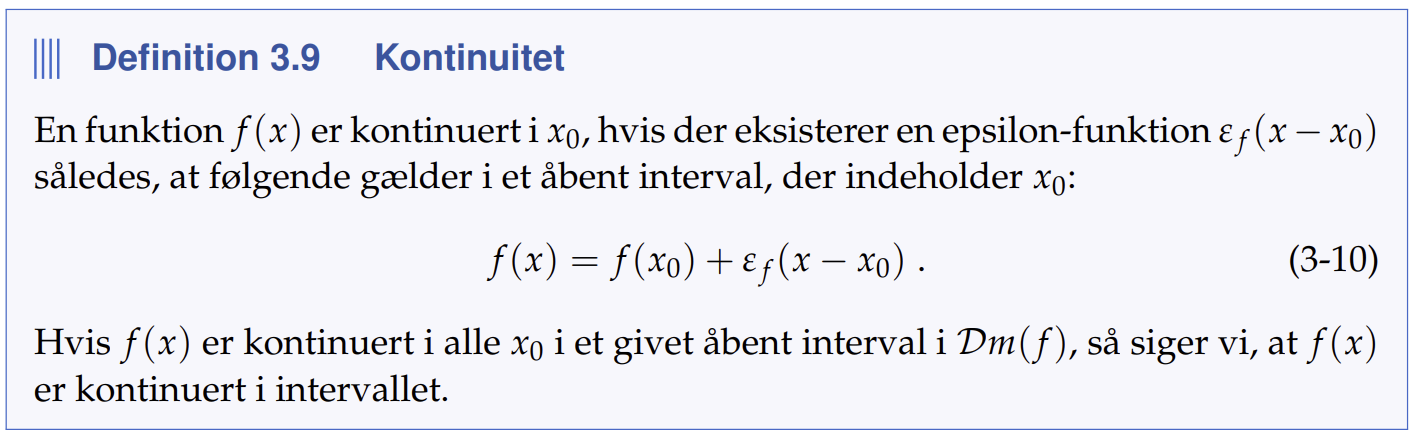 Definition 3.9 Kontinuitet
En funktion f(x) er kontinuert i x₀, hvis der eksisterer en epsilon-funktion ε_f(x − x₀)
således, at følgende gælder i et åbent interval, der indeholder x₀:
f(x) = f(x₀) + ε_f(x − x₀) . (3-10)
Hvis f(x) er kontinuert i alle x₀ i et givet åbent interval i 𝒟m(f), så siger vi, at f(x)
er kontinuert i intervallet.